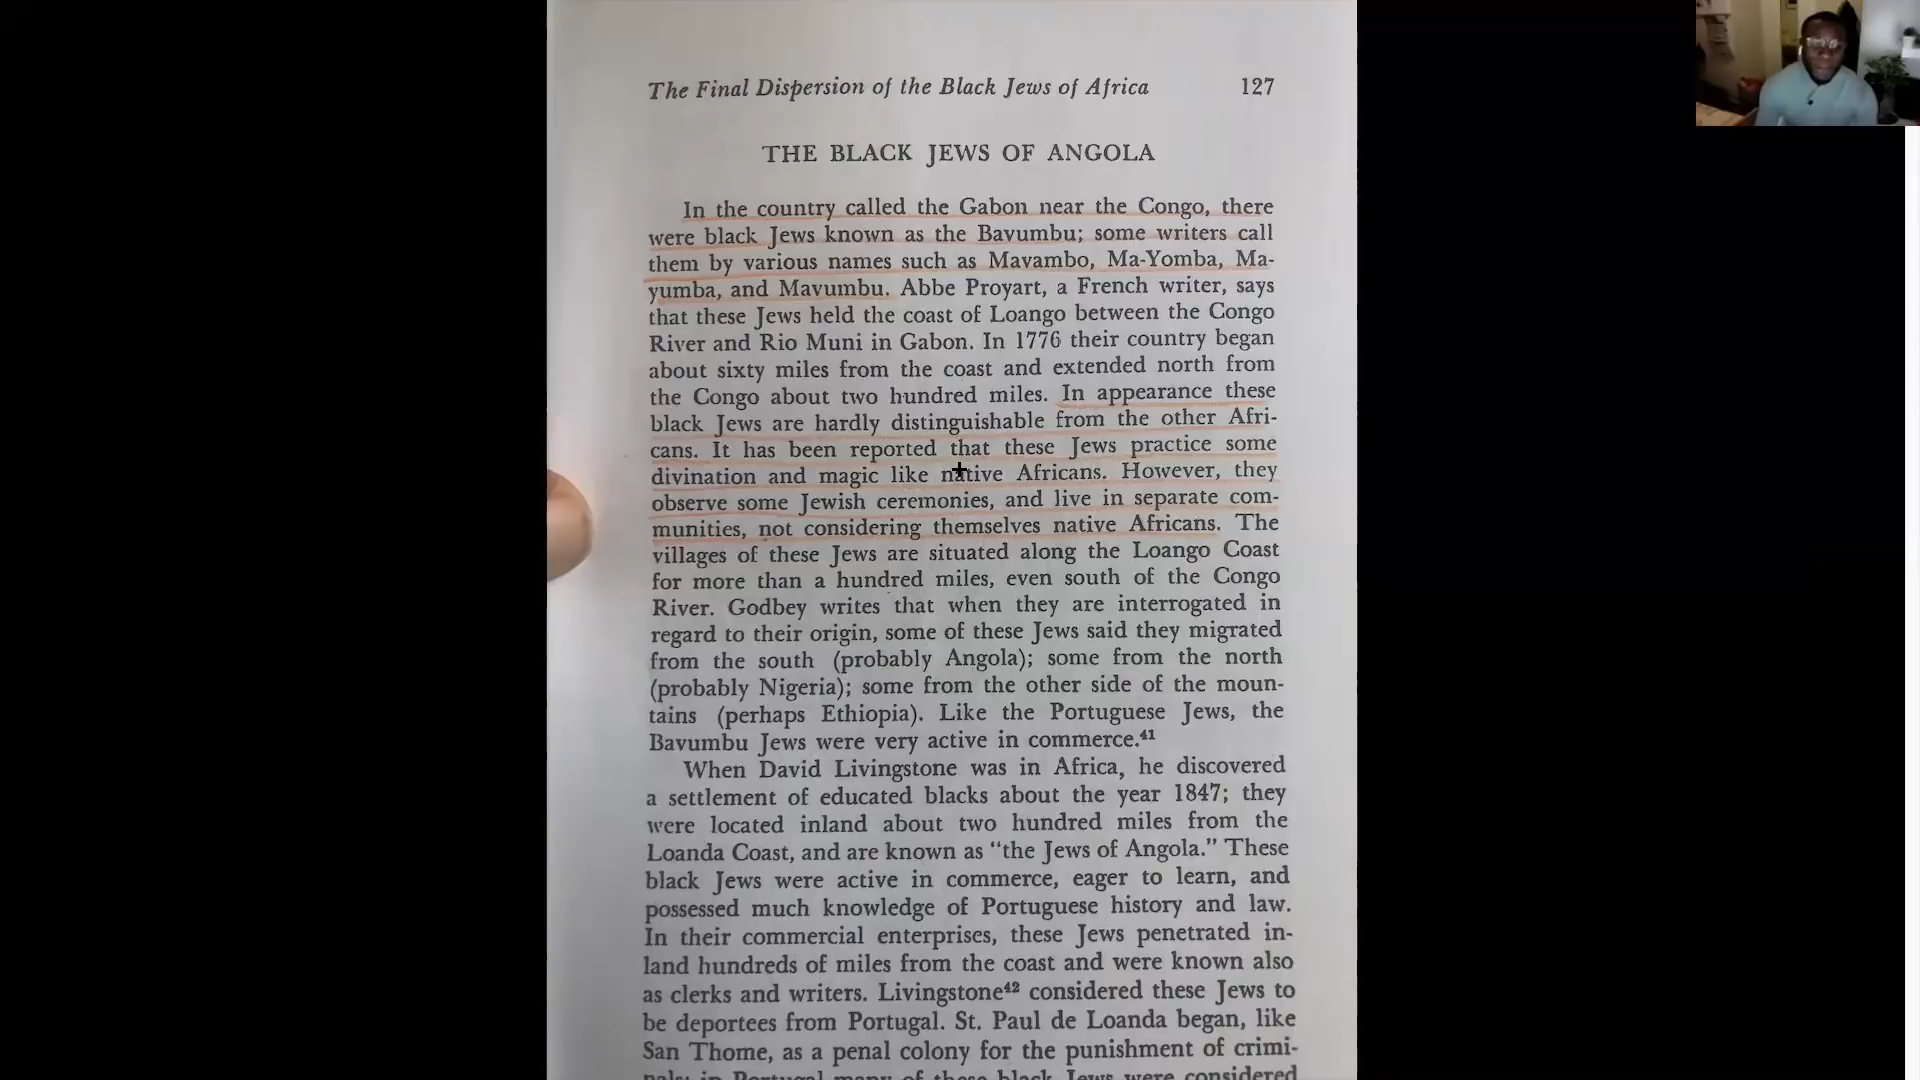 The Final Dispersion of the Black Jews of Africa 127
THE BLACK JEWS OF ANGOLA
In the country called the Gabon near the Congo, there
were black Jews known as the Bavumbu; some writers call
them by various names such as Mavambo, Ma-Yomba, Ma-
yumba, and Mavumbu. Abbe Proyart, a French writer, says
that these Jews held the coast of Loango between the Congo
River and Rio Muni in Gabon. In 1776 their country began
about sixty miles from the coast and extended north from
the Congo about two hundred miles. In appearance these
black Jews are hardly distinguishable from the other Afri-
cans. It has been reported that these Jews practice some
divination and magic like native Africans. However, they
observe some Jewish ceremonies, and live in separate com-
munities, not considering themselves native Africans. The
villages of these Jews are situated along the Loango Coast
for more than a hundred miles, even south of the Congo
River. Godbey writes that when they are interrogated in
regard to their origin, some of these Jews said they migrated
from the south (probably Angola); some from the north
(probably Nigeria); some from the other side of the moun-
tains (perhaps Ethiopia). Like the Portuguese Jews, the
Bavumbu Jews were very active in commerce.⁴¹
When David Livingstone was in Africa, he discovered
a settlement of educated blacks about the year 1847; they
were located inland about two hundred miles from the
Loanda Coast, and are known as “the Jews of Angola.” These
black Jews were active in commerce, eager to learn, and
possessed much knowledge of Portuguese history and law.
In their commercial enterprises, these Jews penetrated in-
land hundreds of miles from the coast and were known also
as clerks and writers. Livingstone⁴² considered these Jews to
be deportees from Portugal. St. Paul de Loanda began, like
San Thome, as a penal colony for the punishment of crimi-
nals; in Portugal many of these black Jews were considered